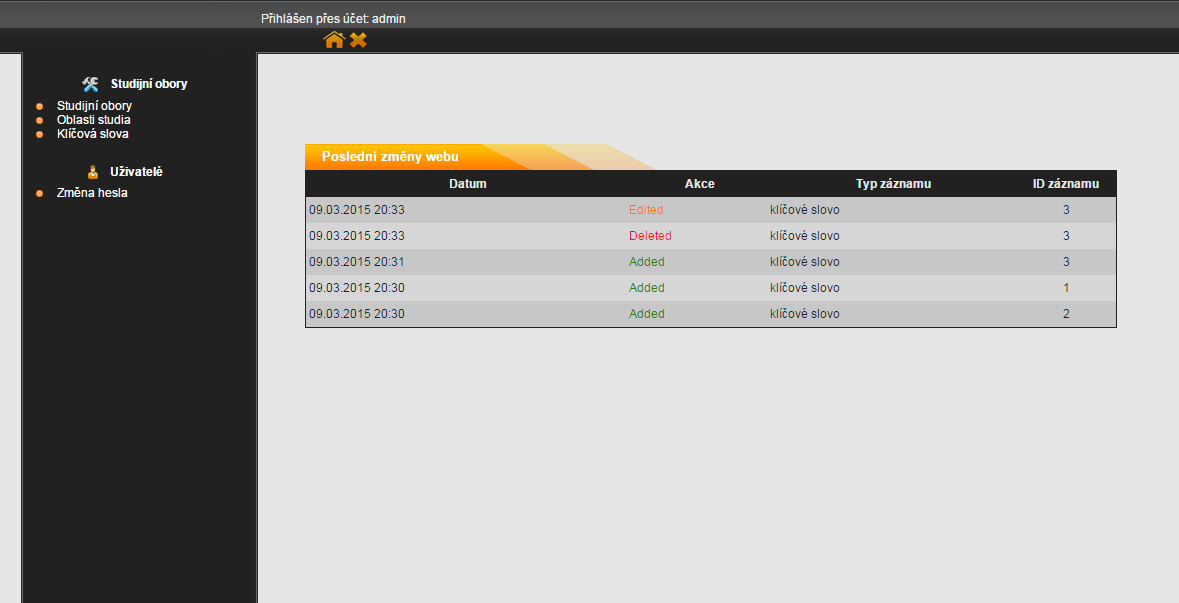 Přihlášen přes účet: admin
Studijní obory
Studijní obory
Oblasti studia
Klíčová slova
Uživatelé
Změna hesla
Poslední změny webu
Datum Akce Typ záznamu ID záznamu
09.03.2015 20:33 Edited klíčové slovo 3
09.03.2015 20:33 Deleted klíčové slovo 3
09.03.2015 20:31 Added klíčové slovo 3
09.03.2015 20:30 Added klíčové slovo 1
09.03.2015 20:30 Added klíčové slovo 2